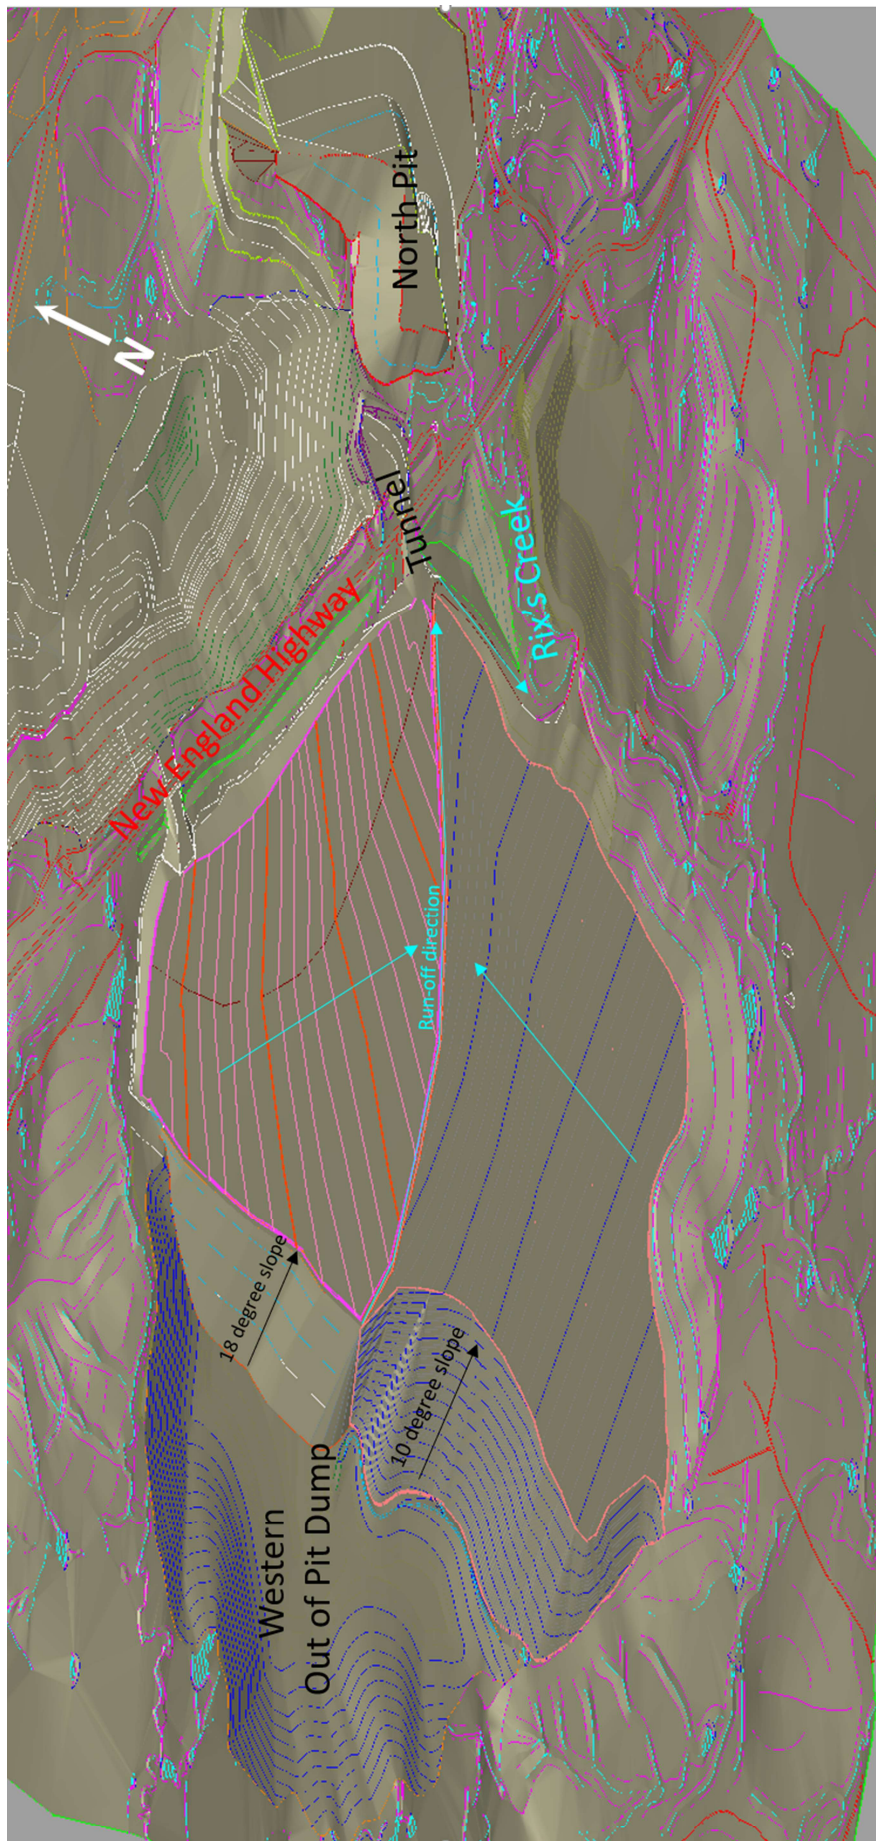 North Pit
N
Tunnel
Rix's Creek
New England Highway
Run-off direction
18 degree slope
10 degree slope
Western
Out of Pit Dump